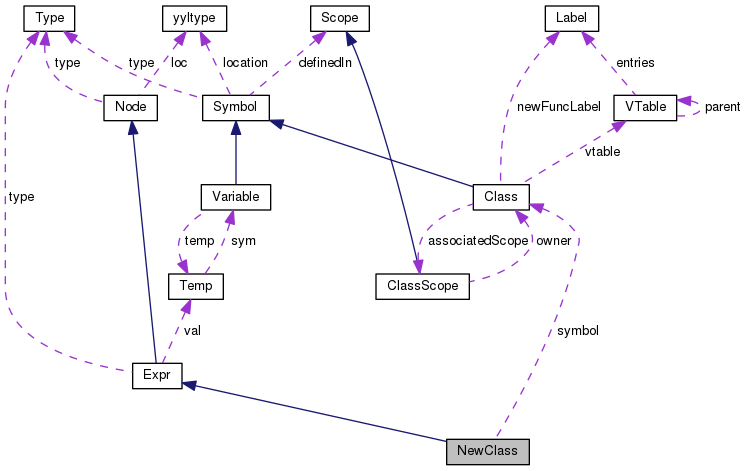 Type
yyltype
Scope
Label
type
loc
type
location
definedIn
entries
Node
Symbol
newFuncLabel
VTable
parent
vtable
type
Variable
Class
temp
sym
associatedScope
owner
Temp
ClassScope
val
symbol
Expr
NewClass